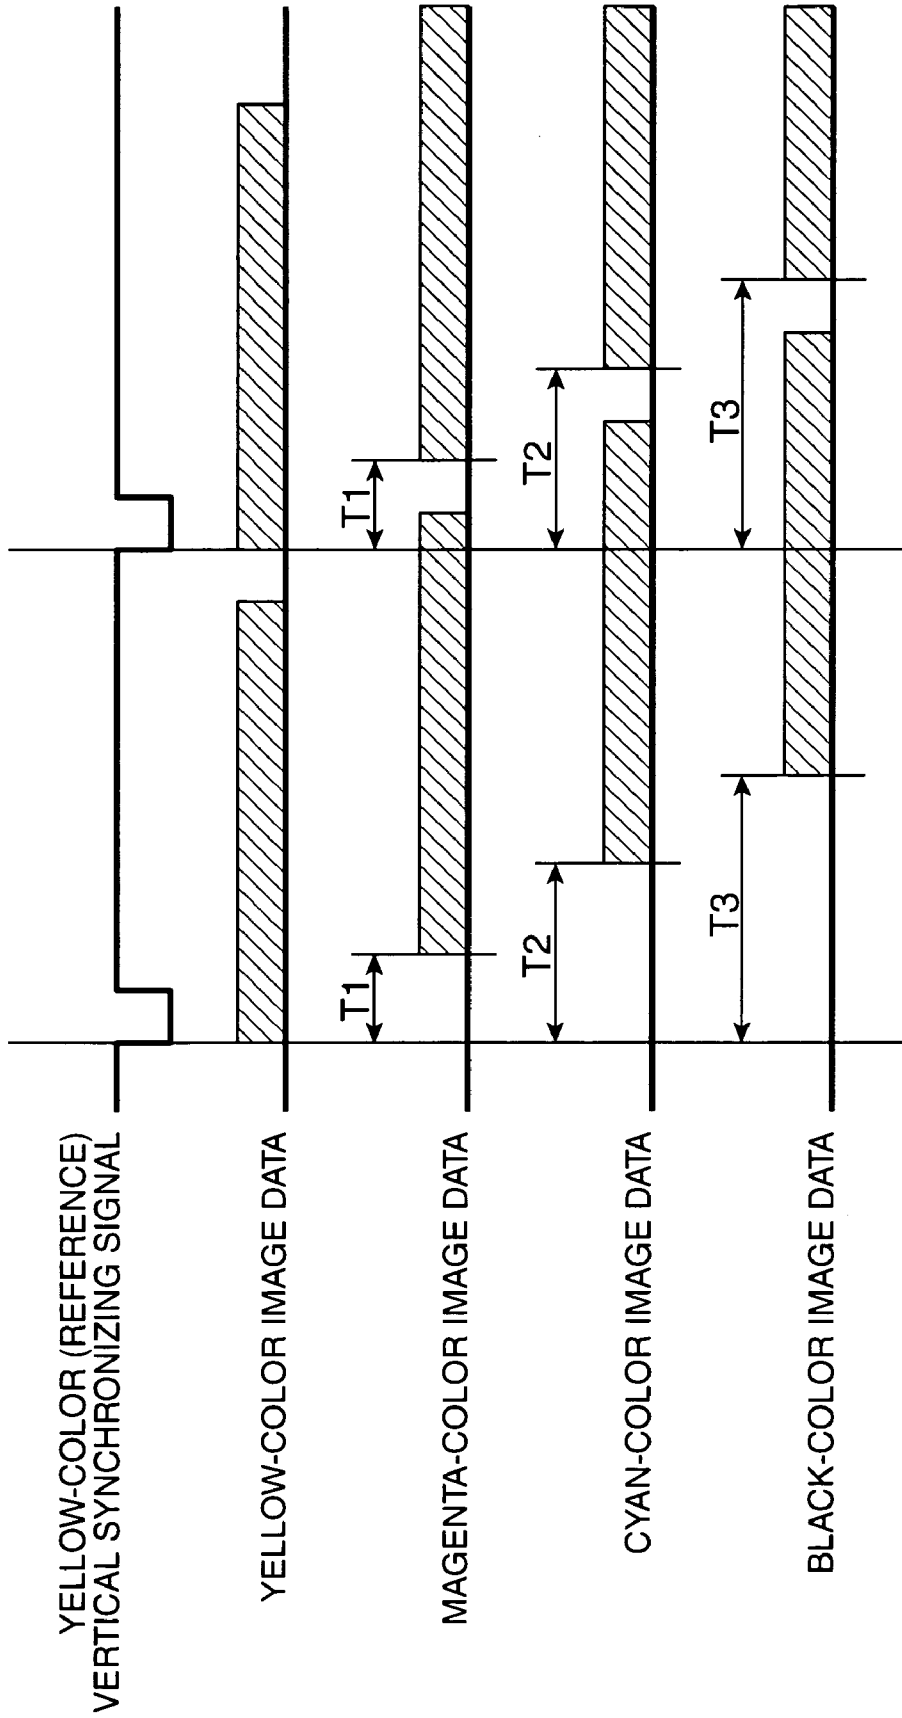 YELLOW-COLOR (REFERENCE)
VERTICAL SYNCHRONIZING SIGNAL
YELLOW-COLOR IMAGE DATA
MAGENTA-COLOR IMAGE DATA
T1
T1
CYAN-COLOR IMAGE DATA
T2
T2
BLACK-COLOR IMAGE DATA
T3
T3